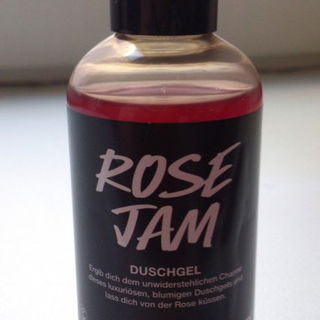 ROSE
JAM
DUSCHGEL
Ergib dich dem unwiderstehlichen Charme
dieses luxuriösen, blumigen Duschgels und
lass dich von der Rose küssen.